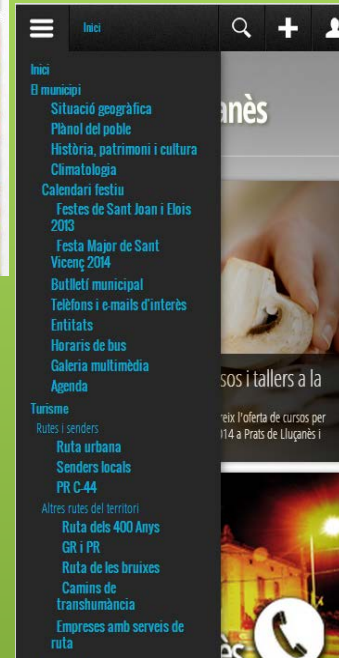 Inici
Inici
El municipi
Situació geogràfica
Plànol del poble
Història, patrimoni i cultura
Climatologia
Calendari festiu
Festes de Sant Joan i Elois
2013
Festa Major de Sant
Vicenç 2014
Butlletí municipal
Telèfons i e-mails d'interès
Entitats
Horaris de bus
Galeria multimèdia
Agenda
Turisme
Rutes i senders
Ruta urbana
Senders locals
PR C-44
Altres rutes del territori
Ruta dels 400 Anys
GR i PR
Ruta de les bruixes
Camins de
transhumància
Empreses amb serveis de
ruta
anès
sos i tallers a la
reix l'oferta de cursos per
014 a Prats de Lluçanès i